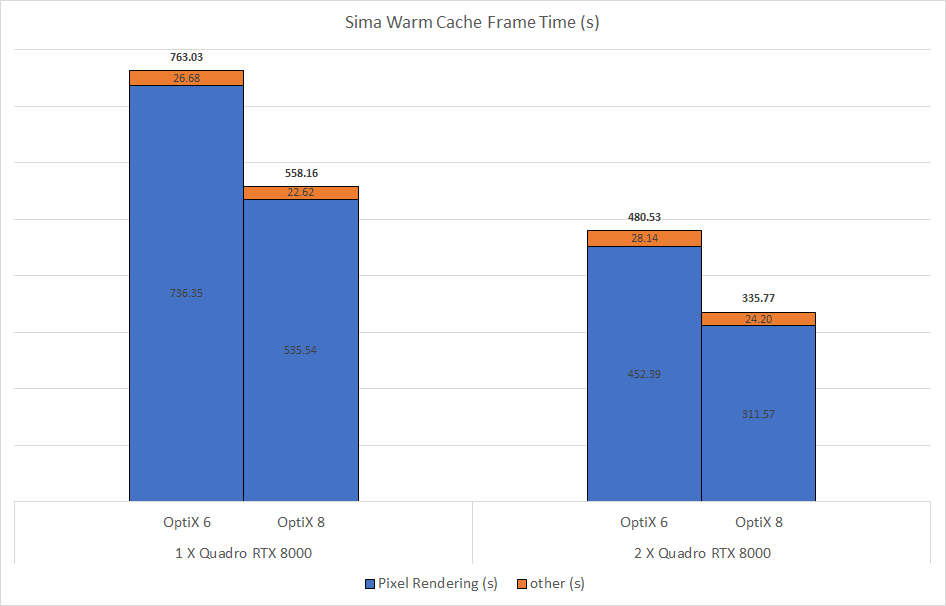 Sima Warm Cache Frame Time (s)
763.03
26.68
736.35
558.16
22.62
535.54
480.53
28.14
452.39
335.77
24.20
311.57
OptiX 6
OptiX 8
OptiX 6
OptiX 8
1 X Quadro RTX 8000
2 X Quadro RTX 8000
Pixel Rendering (s)
other (s)